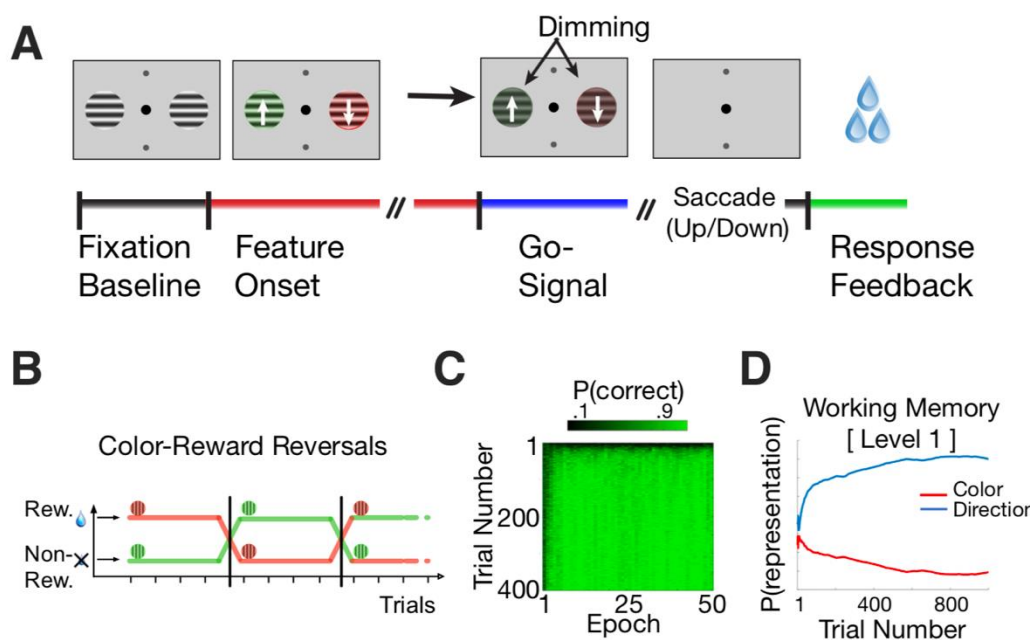 A
Dimming
Fixation
Baseline
Feature
Onset
Go-
Signal
Saccade
(Up/Down)
Response
Feedback
B
Color-Reward Reversals
Rew.
Non-
Rew.
Trials
C
P(correct)
.1 .9
Trial Number
1
200
400
1 25 50
Epoch
D
Working Memory
[ Level 1 ]
P(representation)
Color
Direction
1 400 800
Trial Number